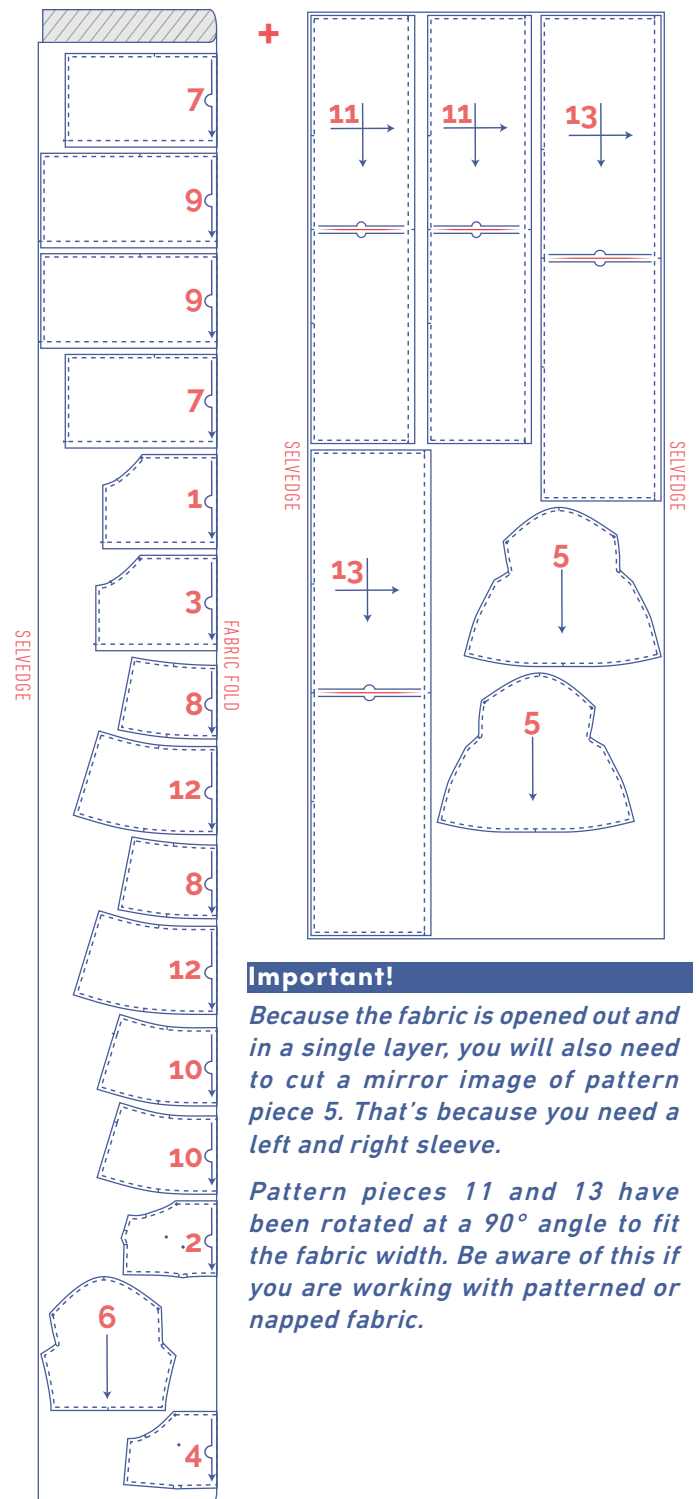 7
9
9
7
1
3
SELVEDGE
FABRIC FOLD
8
12
8
12
10
10
2
6
4
+
11
11
13
SELVEDGE
SELVEDGE
13
5
5
Important!
Because the fabric is opened out and
in a single layer, you will also need
to cut a mirror image of pattern
piece 5. That's because you need a
left and right sleeve.
Pattern pieces 11 and 13 have
been rotated at a 90° angle to fit
the fabric width. Be aware of this if
you are working with patterned or
napped fabric.